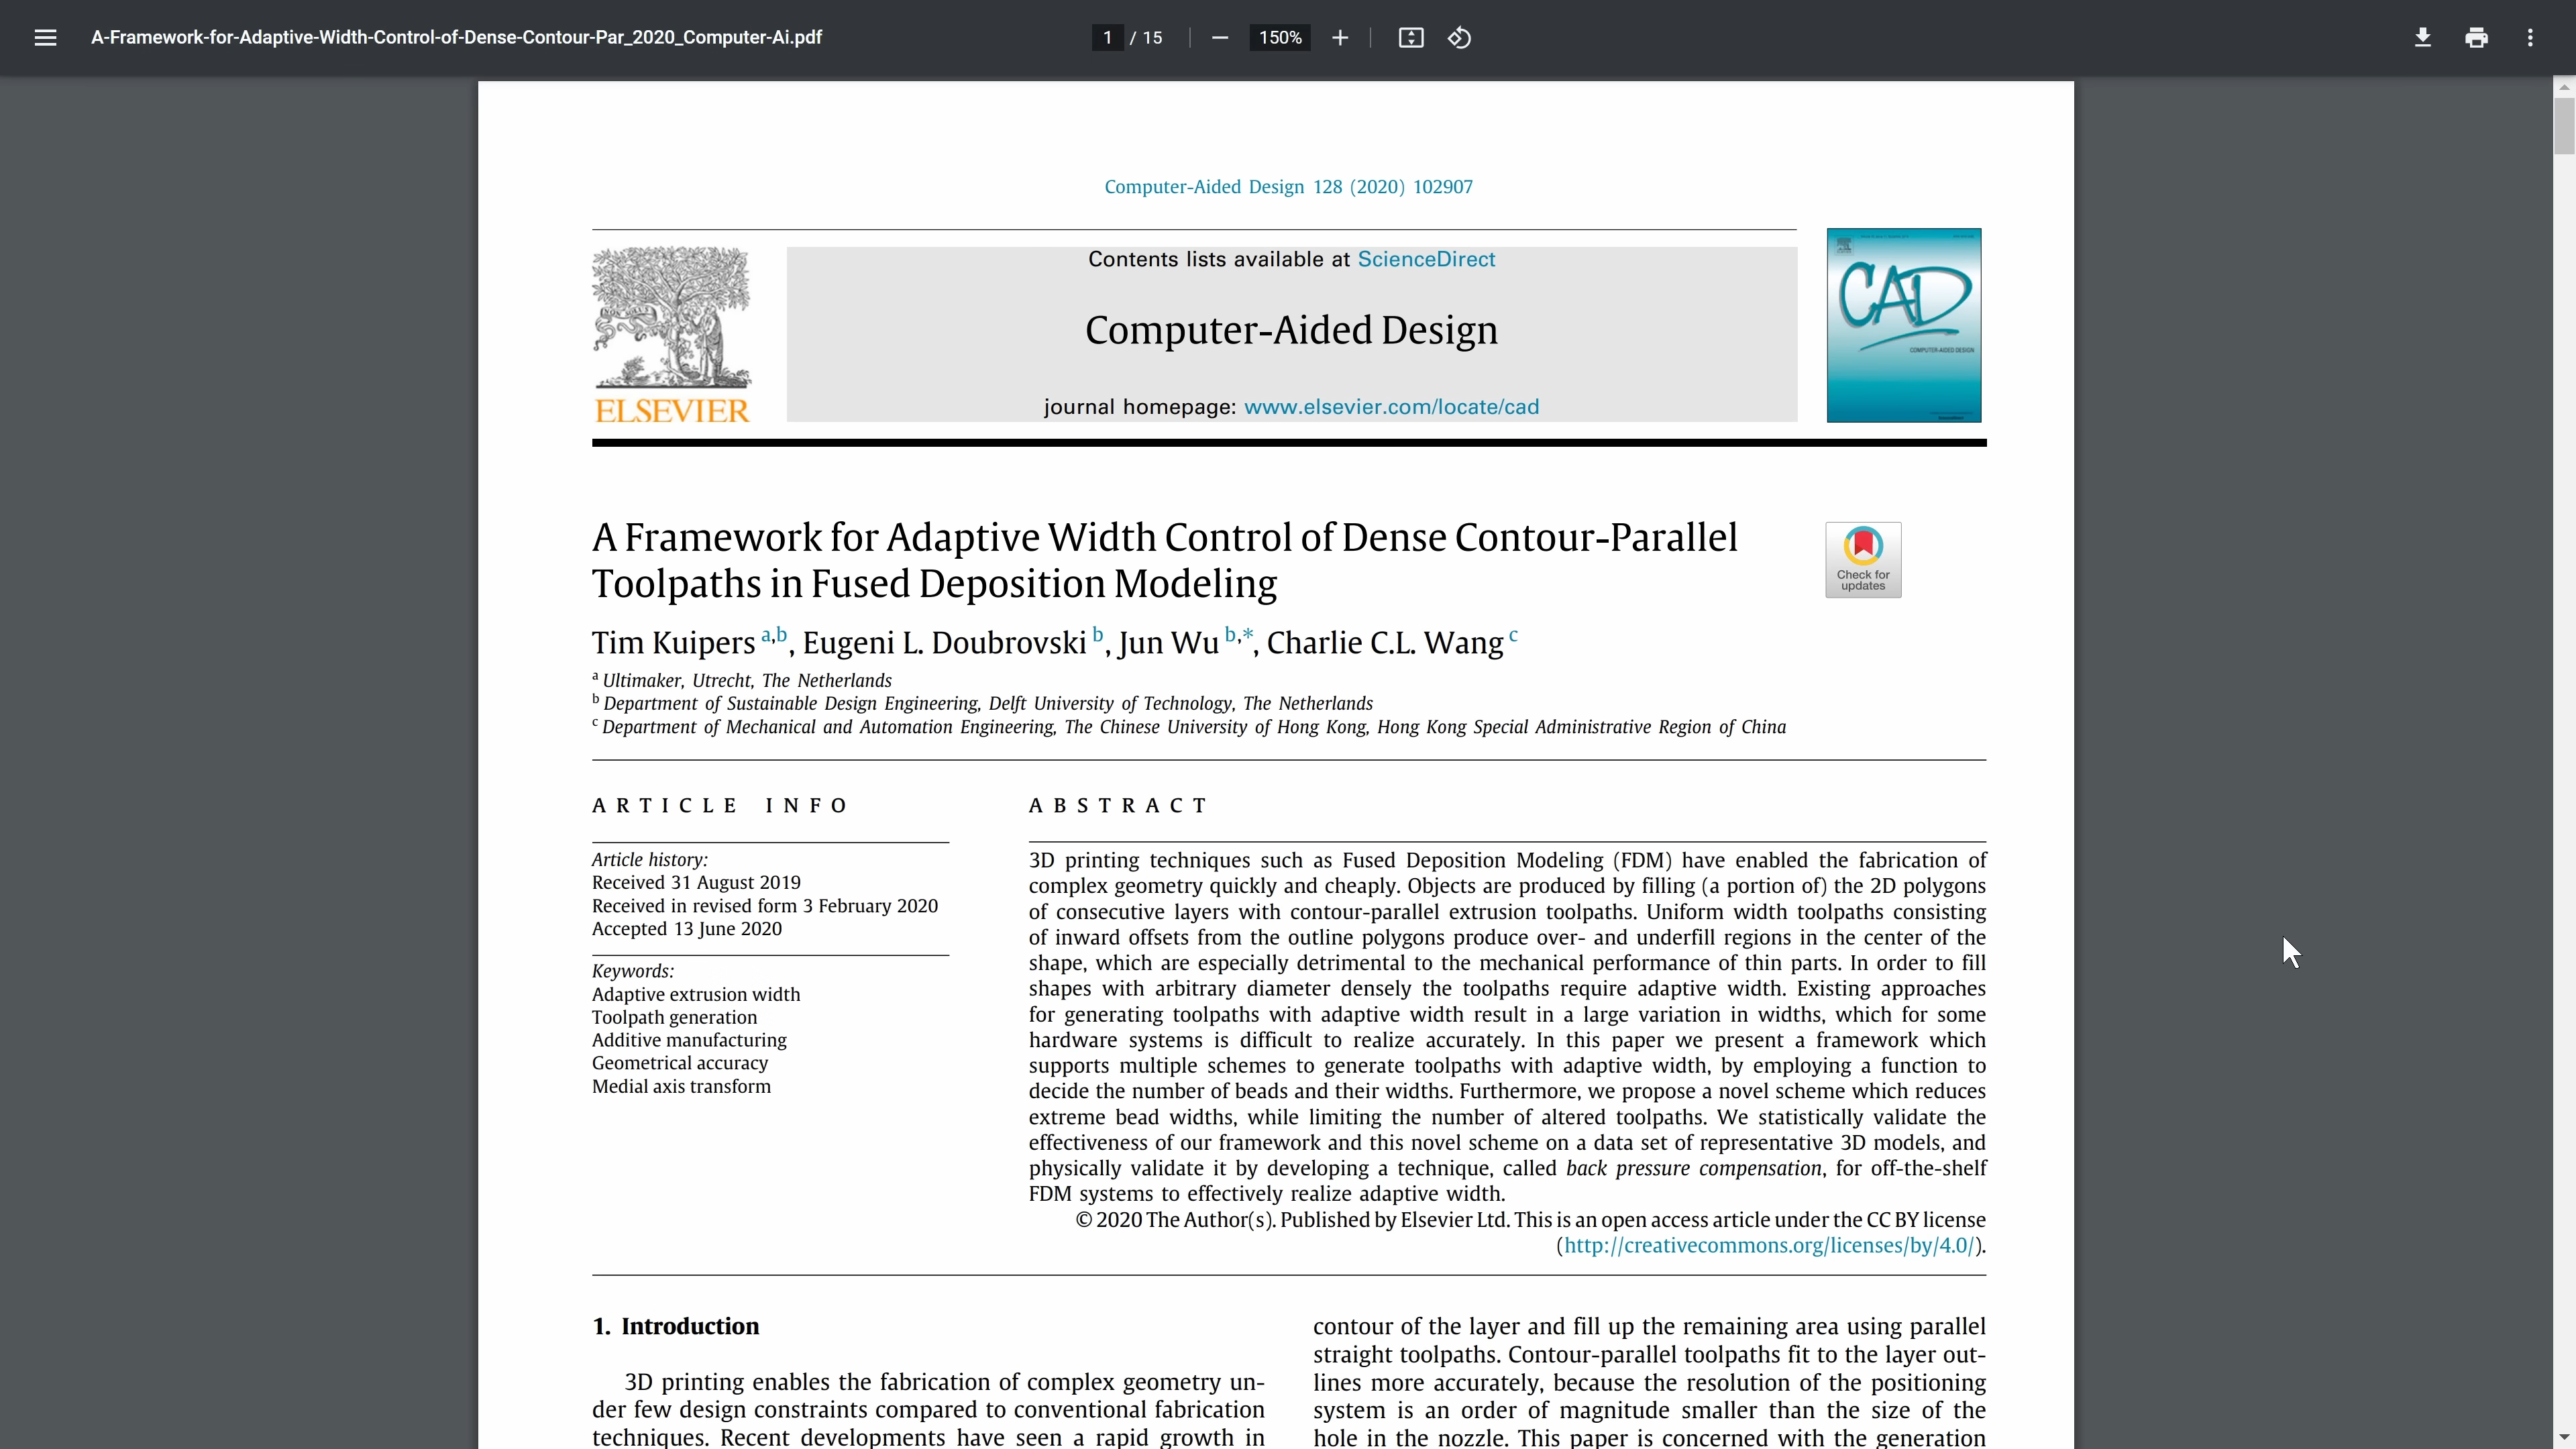 A-Framework-for-Adaptive-Width-Control-of-Dense-Contour-Par_2020_Computer-Ai.pdf
1 / 15
150%
Computer-Aided Design 128 (2020) 102907
Contents lists available at ScienceDirect
Computer-Aided Design
journal homepage: www.elsevier.com/locate/cad
ELSEVIER
CAD
COMPUTER-AIDED DESIGN
A Framework for Adaptive Width Control of Dense Contour-Parallel
Toolpaths in Fused Deposition Modeling
Check for
updates
Tim Kuipers a,b, Eugeni L. Doubrovski b, Jun Wu b,*, Charlie C.L. Wang c
a Ultimaker, Utrecht, The Netherlands
b Department of Sustainable Design Engineering, Delft University of Technology, The Netherlands
c Department of Mechanical and Automation Engineering, The Chinese University of Hong Kong, Hong Kong Special Administrative Region of China
ARTICLE INFO
Article history:
Received 31 August 2019
Received in revised form 3 February 2020
Accepted 13 June 2020
Keywords:
Adaptive extrusion width
Toolpath generation
Additive manufacturing
Geometrical accuracy
Medial axis transform
ABSTRACT
3D printing techniques such as Fused Deposition Modeling (FDM) have enabled the fabrication of
complex geometry quickly and cheaply. Objects are produced by filling (a portion of) the 2D polygons
of consecutive layers with contour-parallel extrusion toolpaths. Uniform width toolpaths consisting
of inward offsets from the outline polygons produce over- and underfill regions in the center of the
shape, which are especially detrimental to the mechanical performance of thin parts. In order to fill
shapes with arbitrary diameter densely the toolpaths require adaptive width. Existing approaches
for generating toolpaths with adaptive width result in a large variation in widths, which for some
hardware systems is difficult to realize accurately. In this paper we present a framework which
supports multiple schemes to generate toolpaths with adaptive width, by employing a function to
decide the number of beads and their widths. Furthermore, we propose a novel scheme which reduces
extreme bead widths, while limiting the number of altered toolpaths. We statistically validate the
effectiveness of our framework and this novel scheme on a data set of representative 3D models, and
physically validate it by developing a technique, called back pressure compensation, for off-the-shelf
FDM systems to effectively realize adaptive width.
© 2020 The Author(s). Published by Elsevier Ltd. This is an open access article under the CC BY license
(http://creativecommons.org/licenses/by/4.0/).
1. Introduction
3D printing enables the fabrication of complex geometry un-
der few design constraints compared to conventional fabrication
techniques. Recent developments have seen a rapid growth in
contour of the layer and fill up the remaining area using parallel
straight toolpaths. Contour-parallel toolpaths fit to the layer out-
lines more accurately, because the resolution of the positioning
system is an order of magnitude smaller than the size of the
hole in the nozzle. This paper is concerned with the generation